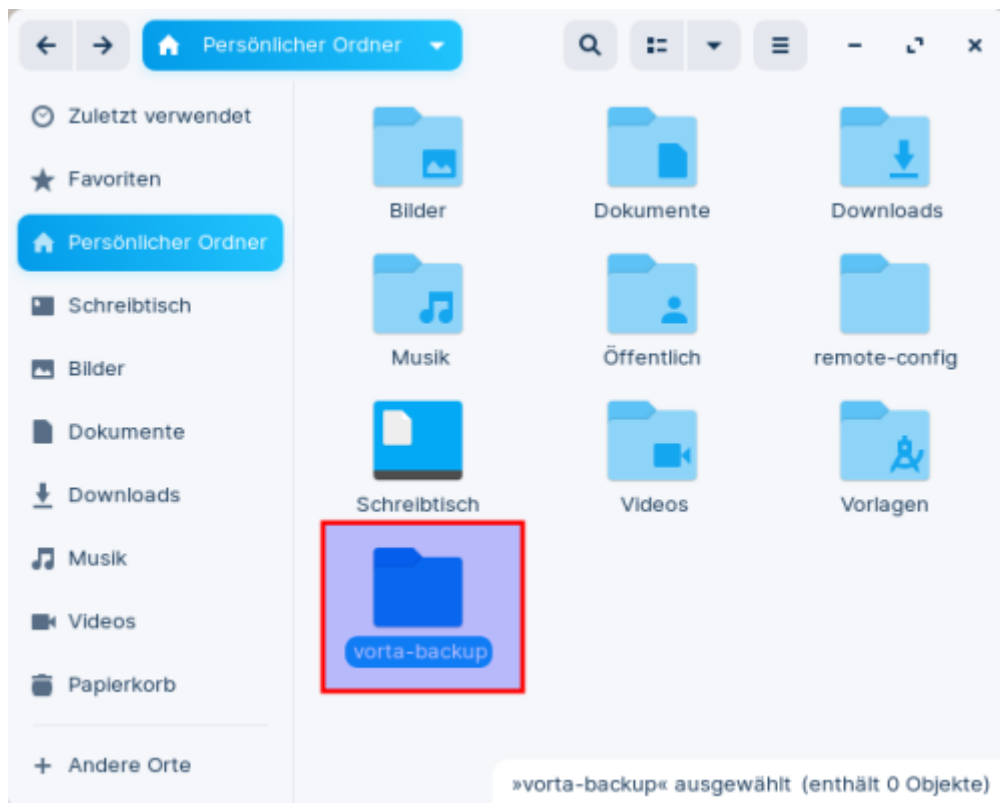 Persönlicher Ordner
Zuletzt verwendet
Favoriten
Persönlicher Ordner
Schreibtisch
Bilder
Dokumente
Downloads
Musik
Videos
Papierkorb
Andere Orte
Bilder Dokumente Downloads
Musik Öffentlich remote-config
Schreibtisch Videos Vorlagen
vorta-backup
»vorta-backup« ausgewählt (enthält 0 Objekte)